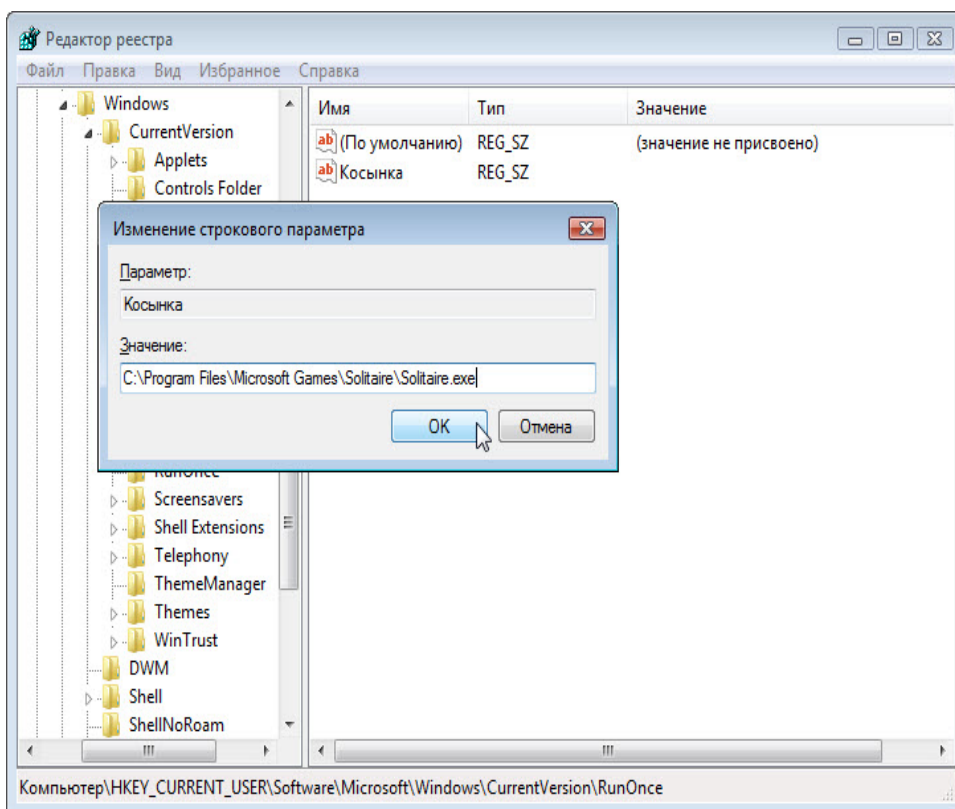 Редактор реестра
Файл Правка Вид Избранное Справка
Windows
CurrentVersion
Applets
Controls Folder
Имя Тип Значение
(По умолчанию) REG_SZ (значение не присвоено)
Косынка REG_SZ
Изменение строкового параметра
Параметр:
Косынка
Значение:
C:\Program Files\Microsoft Games\Solitaire\Solitaire.exe
OK Отмена
RunOnce
Screensavers
Shell Extensions
Telephony
ThemeManager
Themes
WinTrust
DWM
Shell
ShellNoRoam
Компьютер\HKEY_CURRENT_USER\Software\Microsoft\Windows\CurrentVersion\RunOnce